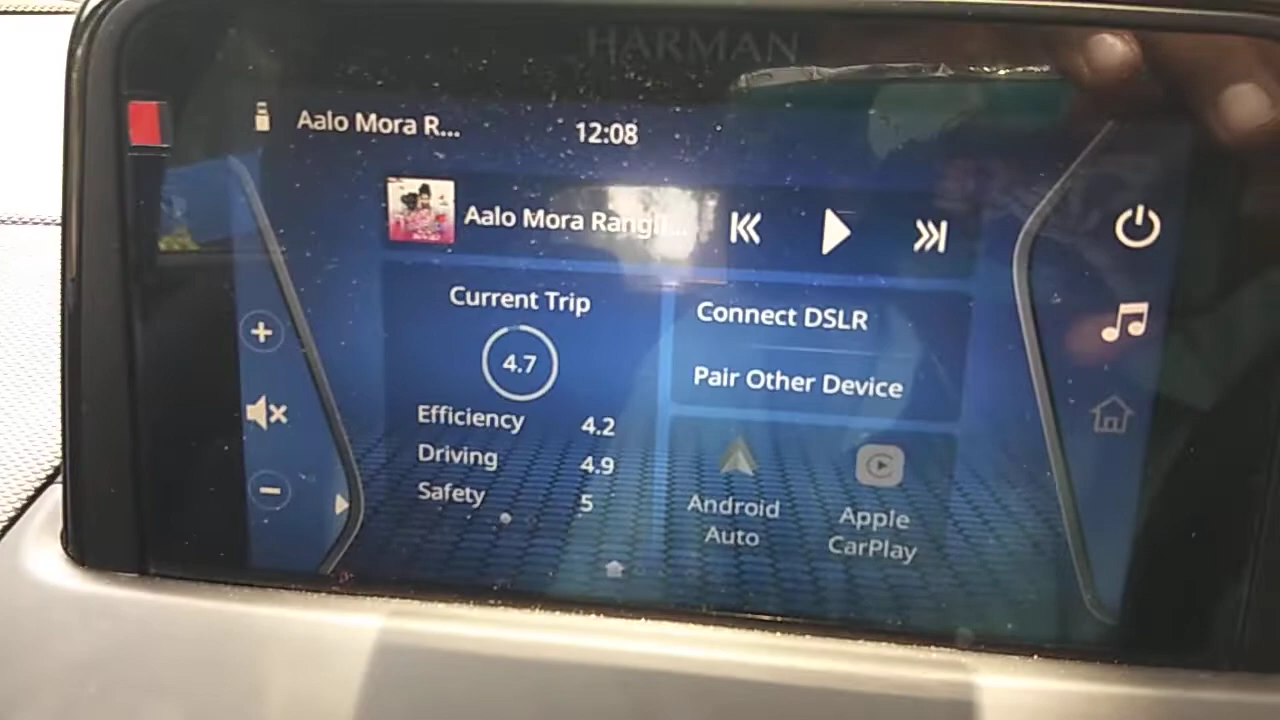 HARMAN
Aalo Mora R... 12:08
Aalo Mora Rangli...
Current Trip
4.7
Efficiency 4.2
Driving 4.9
Safety 5
Connect DSLR
Pair Other Device
Android
Auto
Apple
CarPlay